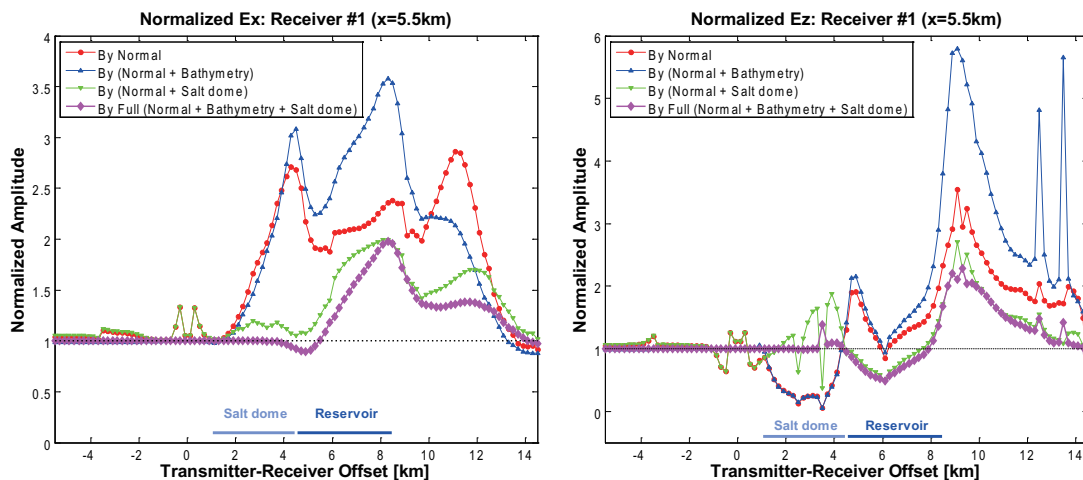 Normalized Ex: Receiver #1 (x=5.5km)
4
3.5
3
2.5
2
1.5
1
0.5
0
Normalized Amplitude
By Normal
By (Normal + Bathymetry)
By (Normal + Salt dome)
By Full (Normal + Bathymetry + Salt dome)
Salt dome
Reservoir
-4 -2 0 2 4 6 8 10 12 14
Transmitter-Receiver Offset [km]
Normalized Ez: Receiver #1 (x=5.5km)
6
5
4
3
2
1
0
Normalized Amplitude
By Normal
By (Normal + Bathymetry)
By (Normal + Salt dome)
By Full (Normal + Bathymetry + Salt dome)
Salt dome
Reservoir
-4 -2 0 2 4 6 8 10 12 14
Transmitter-Receiver Offset [km]